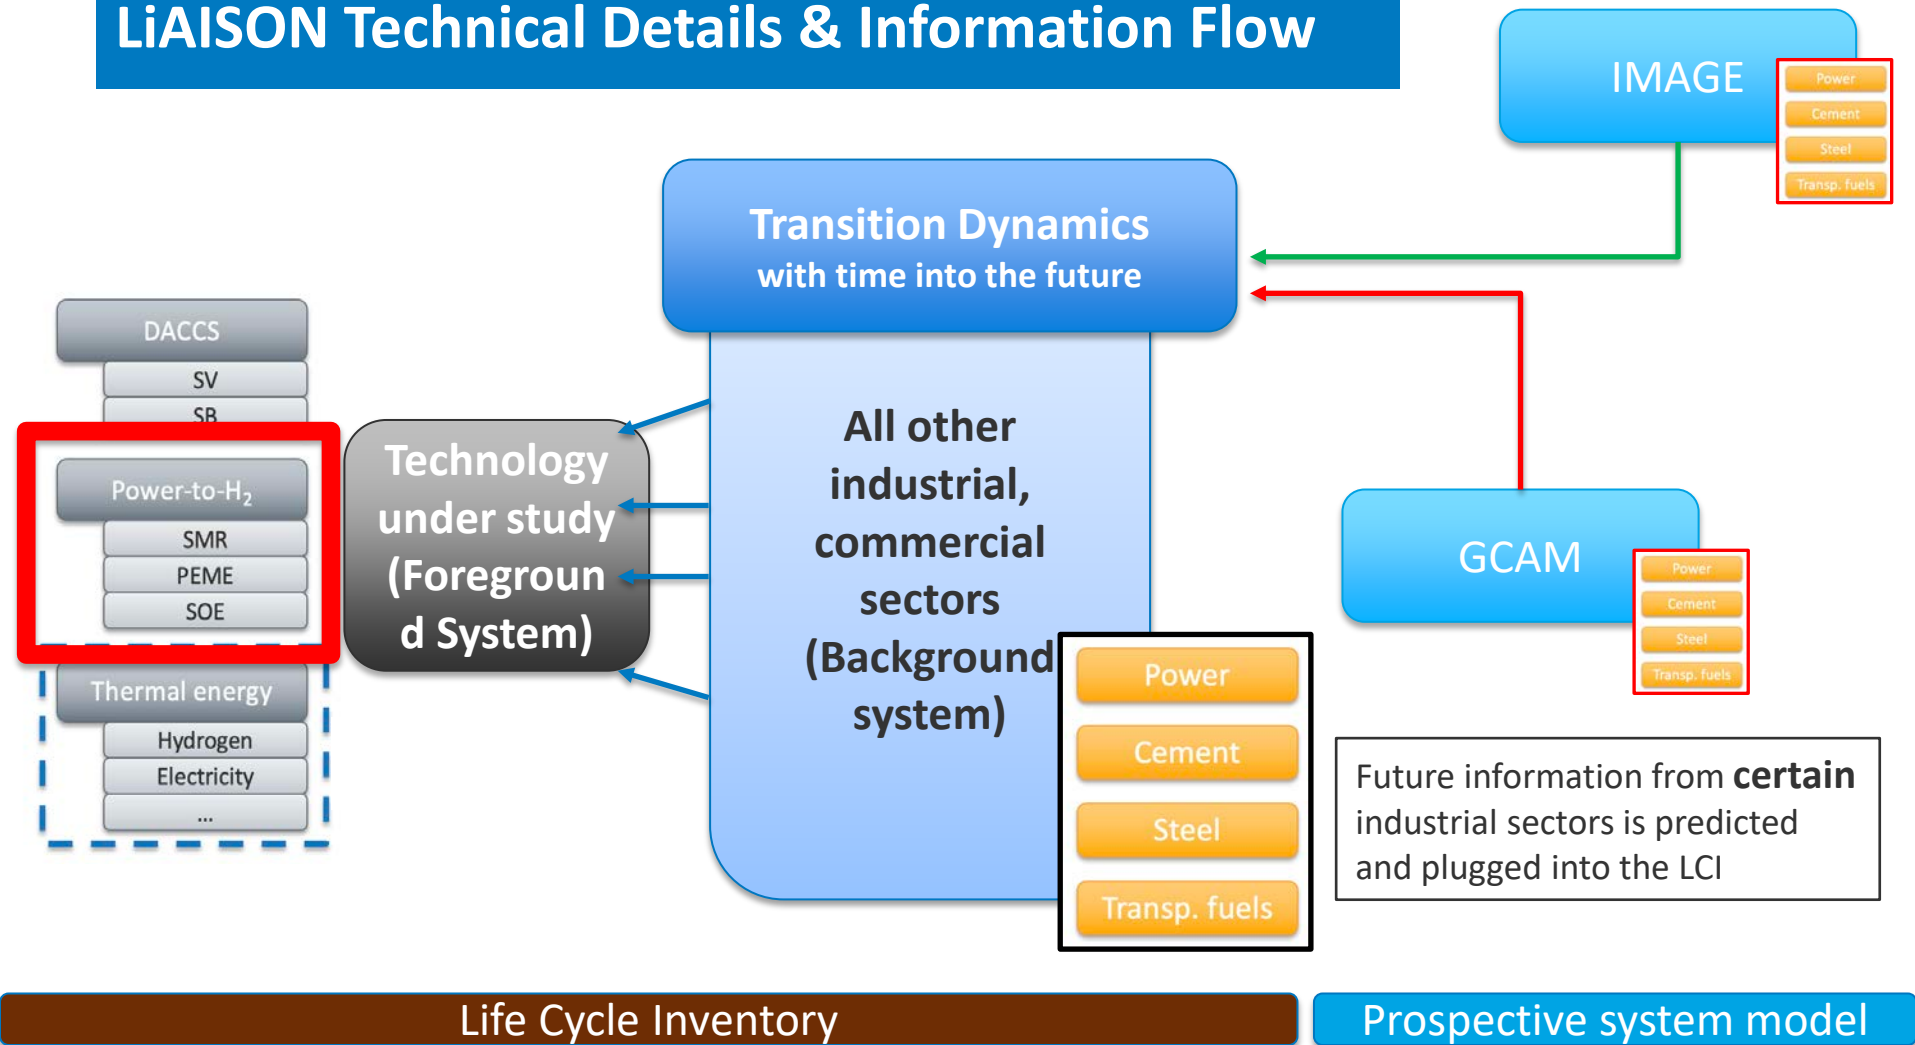 LiAISON Technical Details & Information Flow
IMAGE
Power
Cement
Steel
Transp. fuels
Transition Dynamics
with time into the future
DACCS
SV
SB
Power-to-H₂
SMR
PEME
SOE
Thermal energy
Hydrogen
Electricity
...
Technology
under study
(Foregroun
d System)
All other
industrial,
commercial
sectors
(Background
system)
Power
Cement
Steel
Transp. fuels
GCAM
Power
Cement
Steel
Transp. fuels
Future information from certain
industrial sectors is predicted
and plugged into the LCI
Life Cycle Inventory
Prospective system model